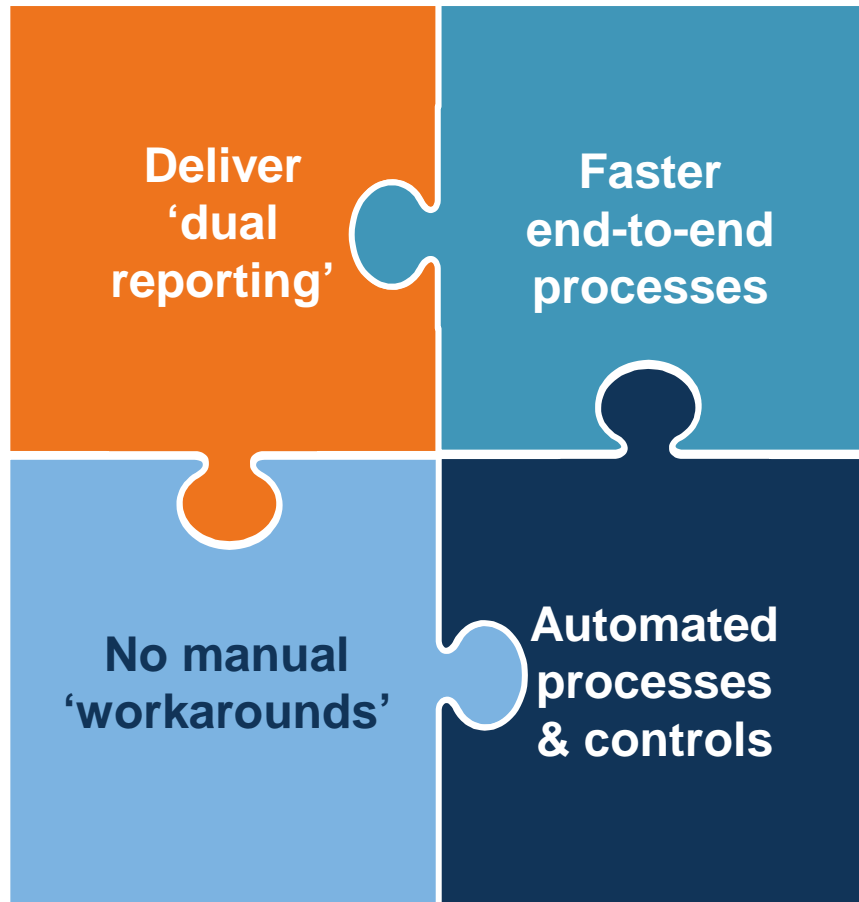 Deliver
‘dual
reporting’
Faster
end-to-end
processes
No manual
‘workarounds’
Automated
processes
& controls